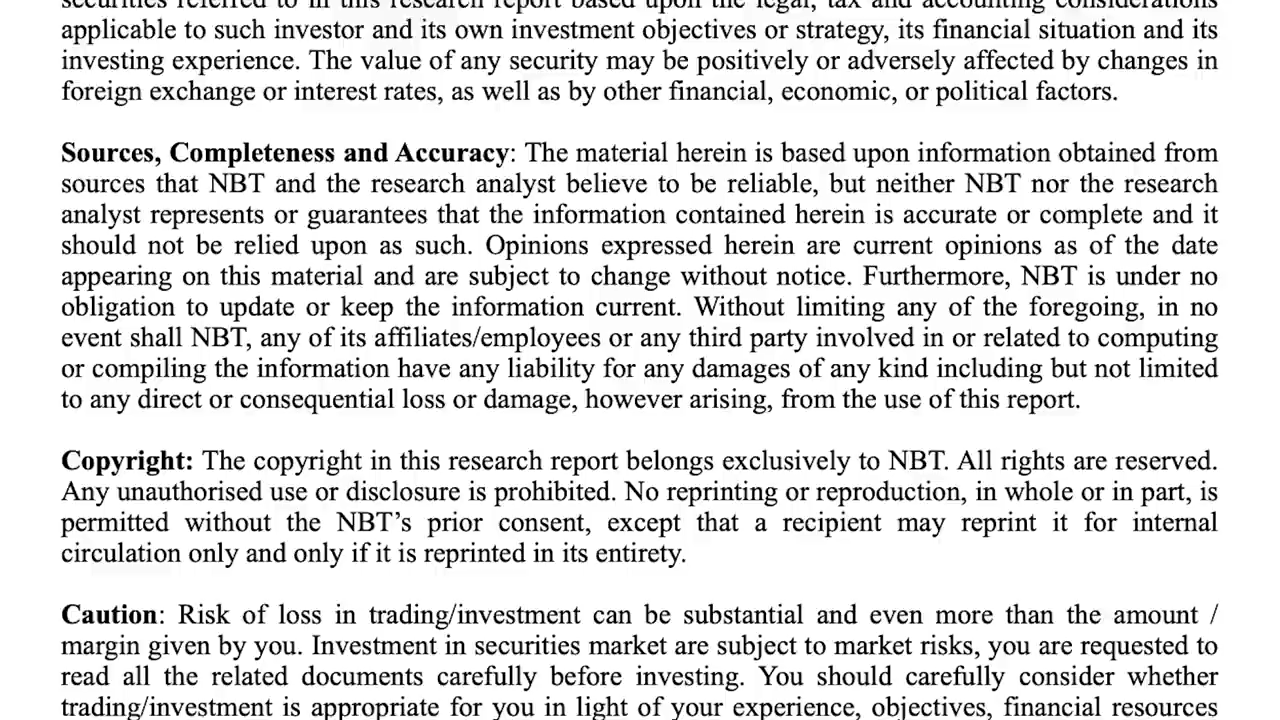 securities referred to in this research report based upon the legal, tax and accounting considerations
applicable to such investor and its own investment objectives or strategy, its financial situation and its
investing experience. The value of any security may be positively or adversely affected by changes in
foreign exchange or interest rates, as well as by other financial, economic, or political factors.
Sources, Completeness and Accuracy: The material herein is based upon information obtained from
sources that NBT and the research analyst believe to be reliable, but neither NBT nor the research
analyst represents or guarantees that the information contained herein is accurate or complete and it
should not be relied upon as such. Opinions expressed herein are current opinions as of the date
appearing on this material and are subject to change without notice. Furthermore, NBT is under no
obligation to update or keep the information current. Without limiting any of the foregoing, in no
event shall NBT, any of its affiliates/employees or any third party involved in or related to computing
or compiling the information have any liability for any damages of any kind including but not limited
to any direct or consequential loss or damage, however arising, from the use of this report.
Copyright: The copyright in this research report belongs exclusively to NBT. All rights are reserved.
Any unauthorised use or disclosure is prohibited. No reprinting or reproduction, in whole or in part, is
permitted without the NBT’s prior consent, except that a recipient may reprint it for internal
circulation only and only if it is reprinted in its entirety.
Caution: Risk of loss in trading/investment can be substantial and even more than the amount /
margin given by you. Investment in securities market are subject to market risks, you are requested to
read all the related documents carefully before investing. You should carefully consider whether
trading/investment is appropriate for you in light of your experience, objectives, financial resources